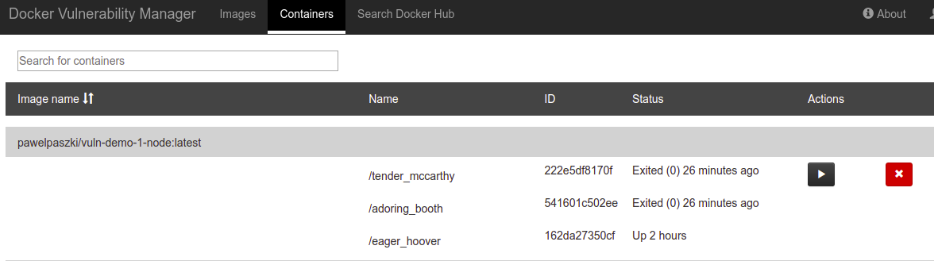 Docker Vulnerability Manager Images Containers Search Docker Hub About
Search for containers
Image name Name ID Status Actions
pawelpaszki/vuln-demo-1-node:latest
/tender_mccarthy 222e5df8170f Exited (0) 26 minutes ago
/adoring_booth 541601c502ee Exited (0) 26 minutes ago
/eager_hoover 162da27350cf Up 2 hours